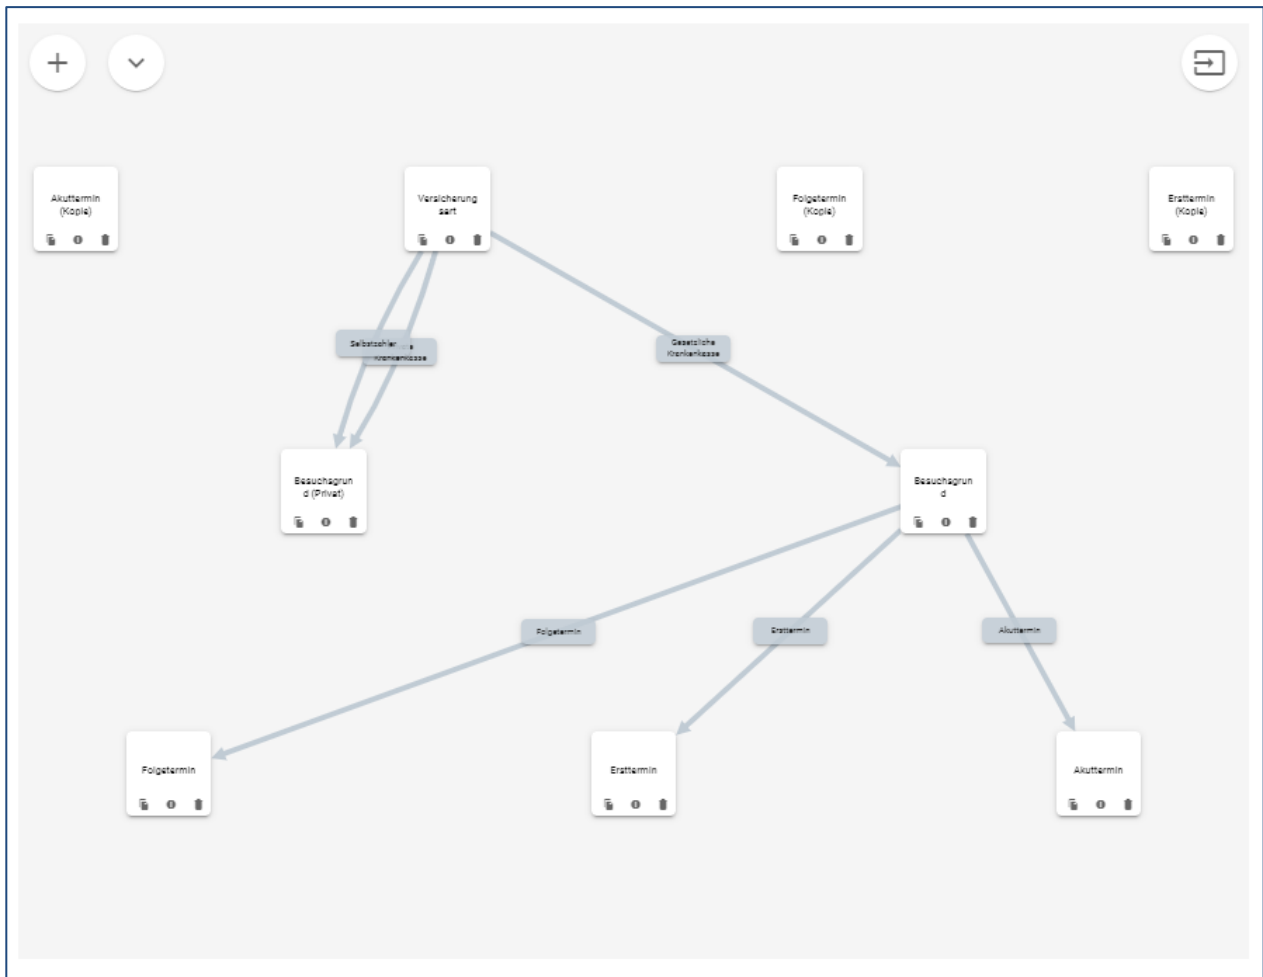 Akuttermin
(Kopie)
Versicherung
sart
Folgetermin
(Kopie)
Ersttermin
(Kopie)
Selbstzahler
Krankenkasse
Gesetzliche
Krankenkasse
Besuchsgrun
d (Privat)
Besuchsgrun
d
Folgetermin
Ersttermin
Akuttermin
Folgetermin
Ersttermin
Akuttermin